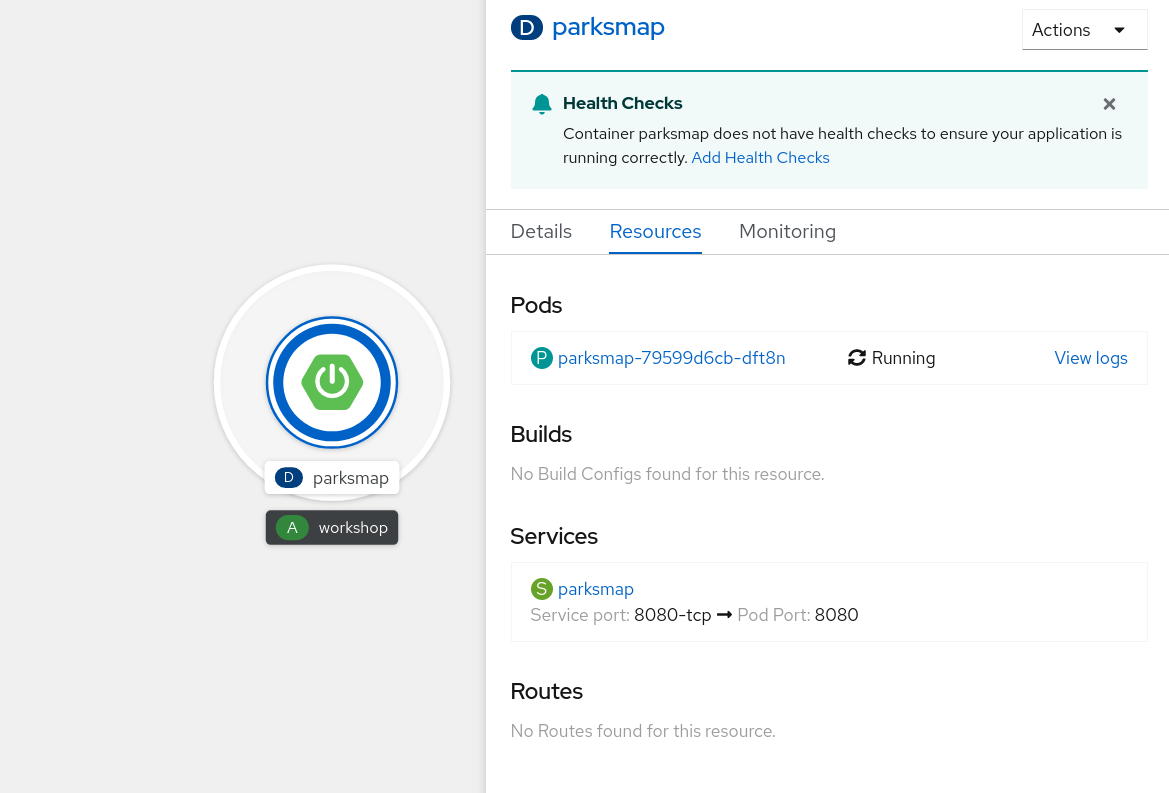 D parksmap
Actions
Health Checks
Container parksmap does not have health checks to ensure your application is
running correctly. Add Health Checks
Details Resources Monitoring
Pods
P parksmap-79599d6cb-dft8n Running View logs
Builds
No Build Configs found for this resource.
Services
S parksmap
Service port: 8080-tcp → Pod Port: 8080
Routes
No Routes found for this resource.
D parksmap
A workshop